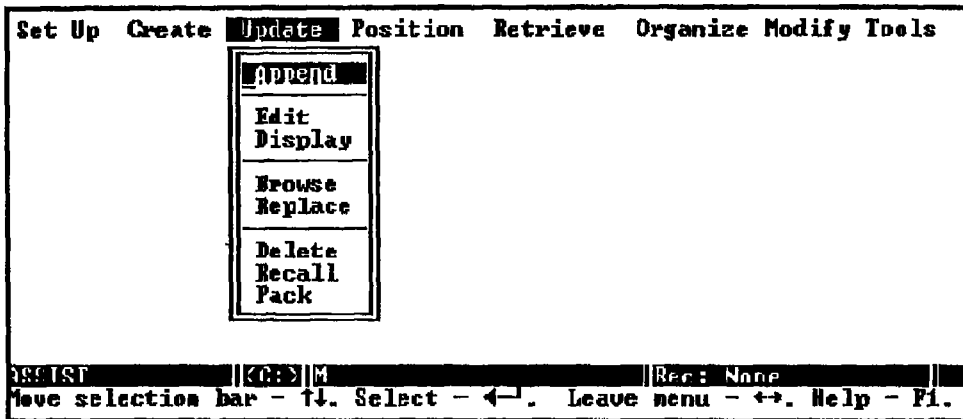 Set Up Create Update Position Retrieve Organize Modify Tools
Append
Edit
Display
Browse
Replace
Delete
Recall
Pack
ASSIST <C:> M Rec: None
Move selection bar - ↑↓. Select - ◄─┘. Leave menu - ↔. Help - F1.